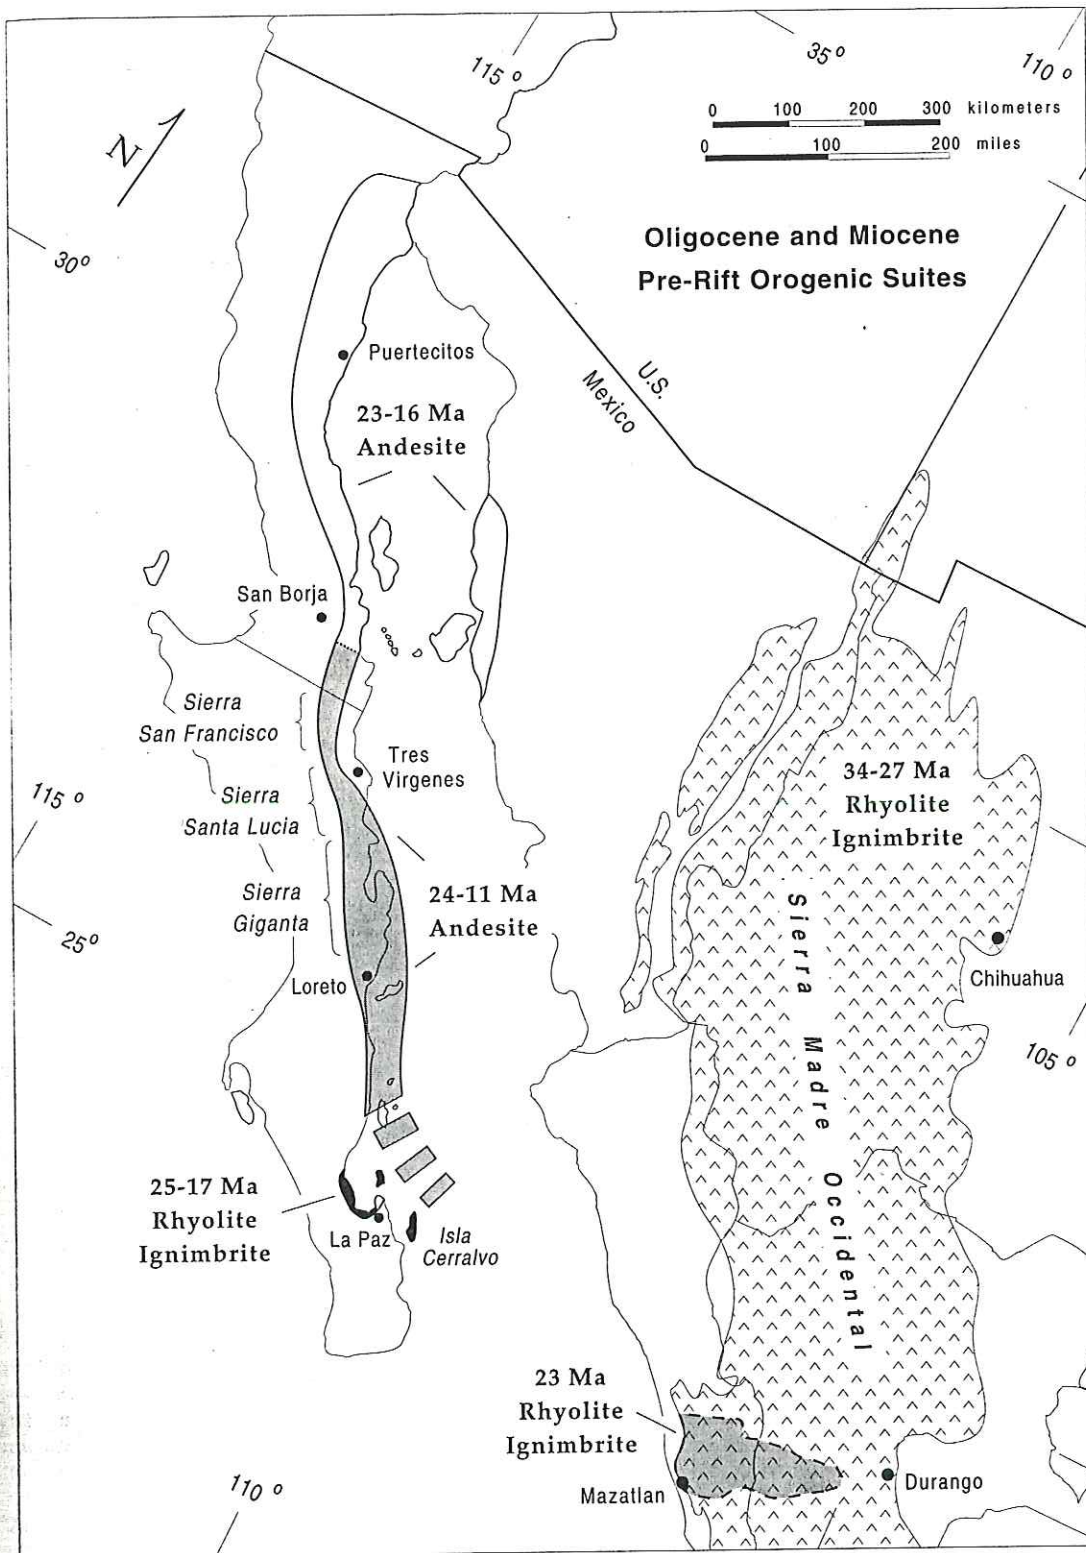 115 o
35 o
110 o
0 100 200 300 kilometers
0 100 200 miles
N
Oligocene and Miocene
Pre-Rift Orogenic Suites
30o
Puertecitos
U.S.
Mexico
23-16 Ma
Andesite
San Borja
Sierra
San Francisco
Tres
Virgenes
34-27 Ma
Rhyolite
Ignimbrite
115 o
Sierra
Santa Lucia
Sierra
Giganta
24-11 Ma
Andesite
25o
Loreto
Chihuahua
Sierra Madre Occidental
105 o
25-17 Ma
Rhyolite
Ignimbrite
La Paz
Isla
Cerralvo
23 Ma
Rhyolite
Ignimbrite
Mazatlan
Durango
110 o